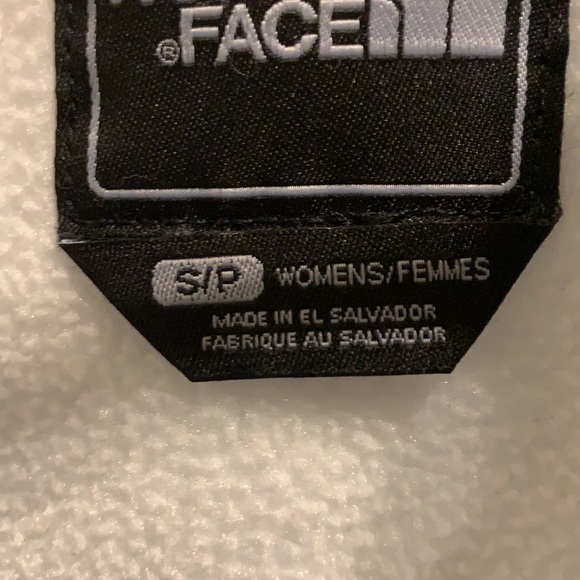 ®FACE
S/P WOMENS/FEMMES
MADE IN EL SALVADOR
FABRIQUE AU SALVADOR